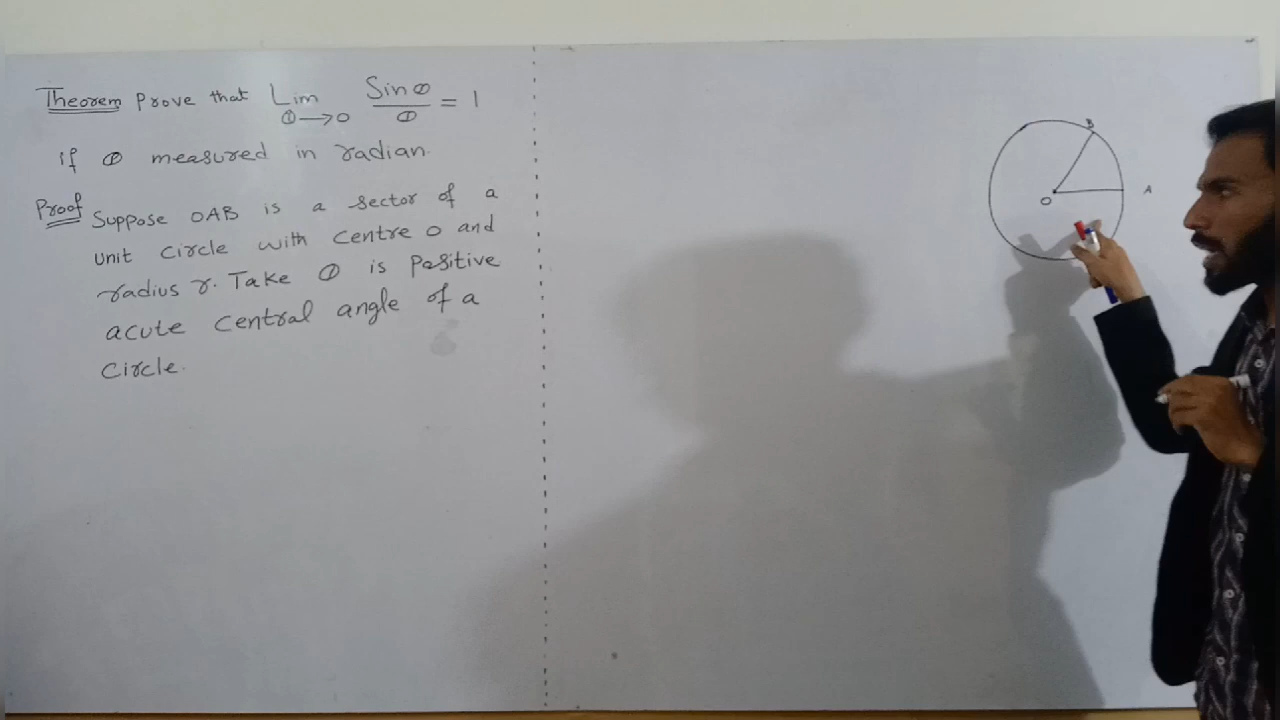 Theorem Prove that Lim Sin θ / θ = 1
θ → 0
if θ measured in radian.
Proof Suppose OAB is a sector of a
unit circle with centre O and
radius r. Take θ is Positive
acute central angle of a
circle.
B
A
O